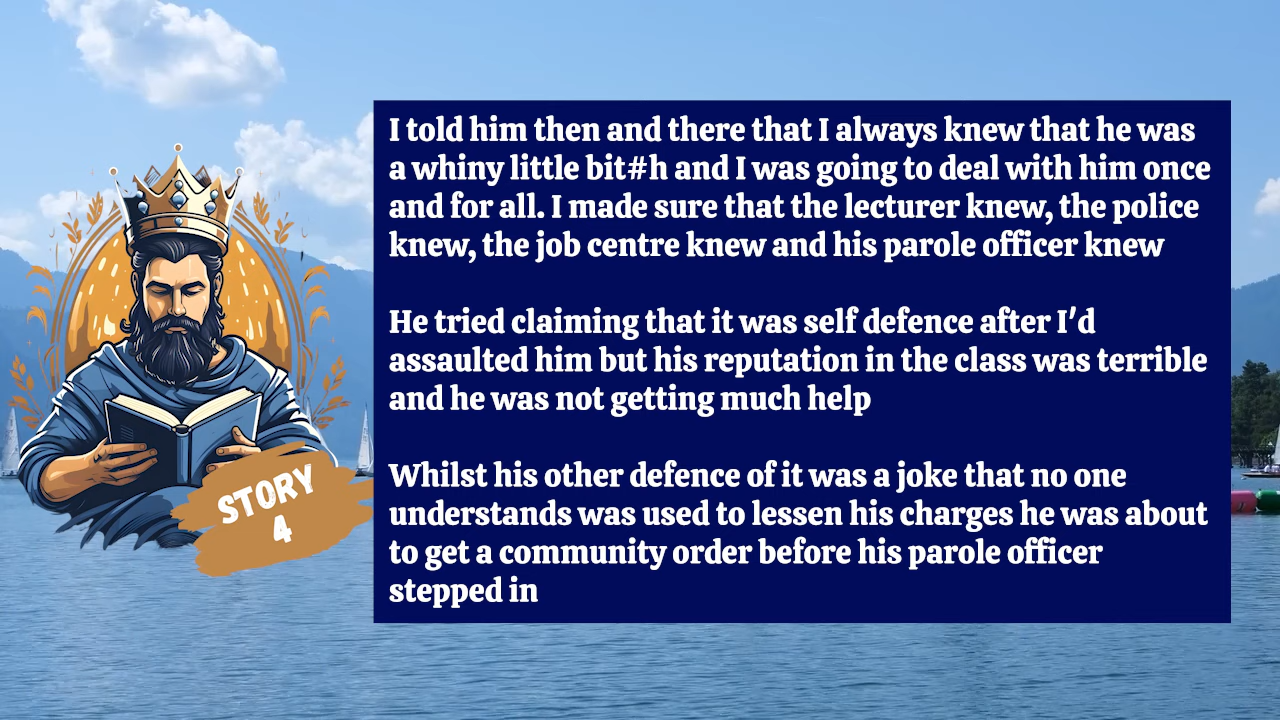 I told him then and there that I always knew that he was
a whiny little bit#h and I was going to deal with him once
and for all. I made sure that the lecturer knew, the police
knew, the job centre knew and his parole officer knew
He tried claiming that it was self defence after I'd
assaulted him but his reputation in the class was terrible
and he was not getting much help
Whilst his other defence of it was a joke that no one
understands was used to lessen his charges he was about
to get a community order before his parole officer
stepped in
STORY
4